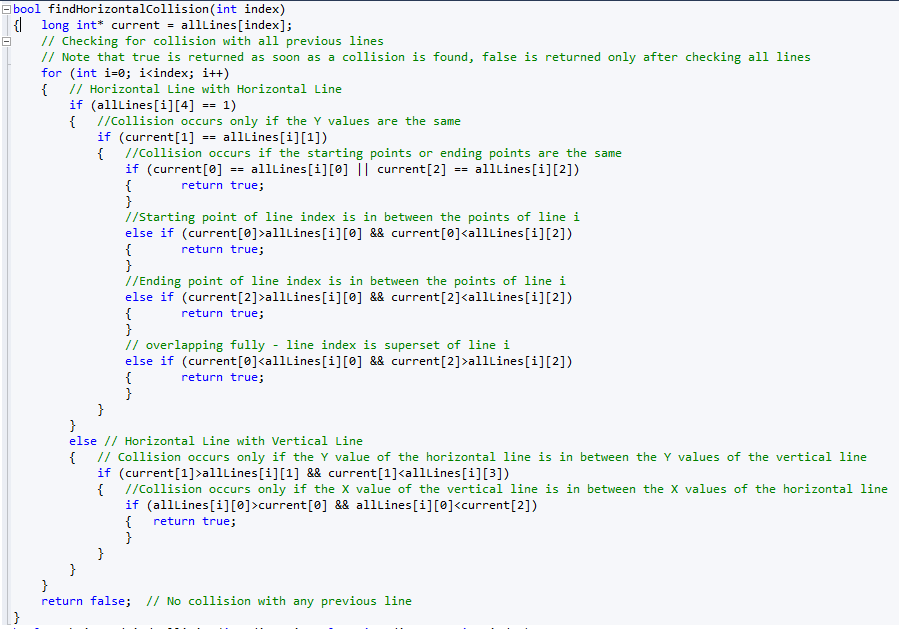 bool findHorizontalCollision(int index)
{    long int* current = allLines[index];
    // Checking for collision with all previous lines
    // Note that true is returned as soon as a collision is found, false is returned only after checking all lines
    for (int i=0; i<index; i++)
    {   // Horizontal Line with Horizontal Line
        if (allLines[i][4] == 1)
        {   //Collision occurs only if the Y values are the same
            if (current[1] == allLines[i][1])
            {   //Collision occurs if the starting points or ending points are the same
                if (current[0] == allLines[i][0] || current[2] == allLines[i][2])
                {       return true;
                }
                //Starting point of line index is in between the points of line i
                else if (current[0]>allLines[i][0] && current[0]<allLines[i][2])
                {       return true;
                }
                //Ending point of line index is in between the points of line i
                else if (current[2]>allLines[i][0] && current[2]<allLines[i][2])
                {       return true;
                }
                // overlapping fully - line index is superset of line i
                else if (current[0]<allLines[i][0] && current[2]>allLines[i][2])
                {       return true;
                }
            }
        }
        else // Horizontal Line with Vertical Line
        {   // Collision occurs only if the Y value of the horizontal line is in between the Y values of the vertical line
            if (current[1]>allLines[i][1] && current[1]<allLines[i][3])
            {   //Collision occurs only if the X value of the vertical line is in between the X values of the horizontal line
                if (allLines[i][0]>current[0] && allLines[i][0]<current[2])
                {   return true;
                }
            }
        }
    }
    return false;  // No collision with any previous line
}